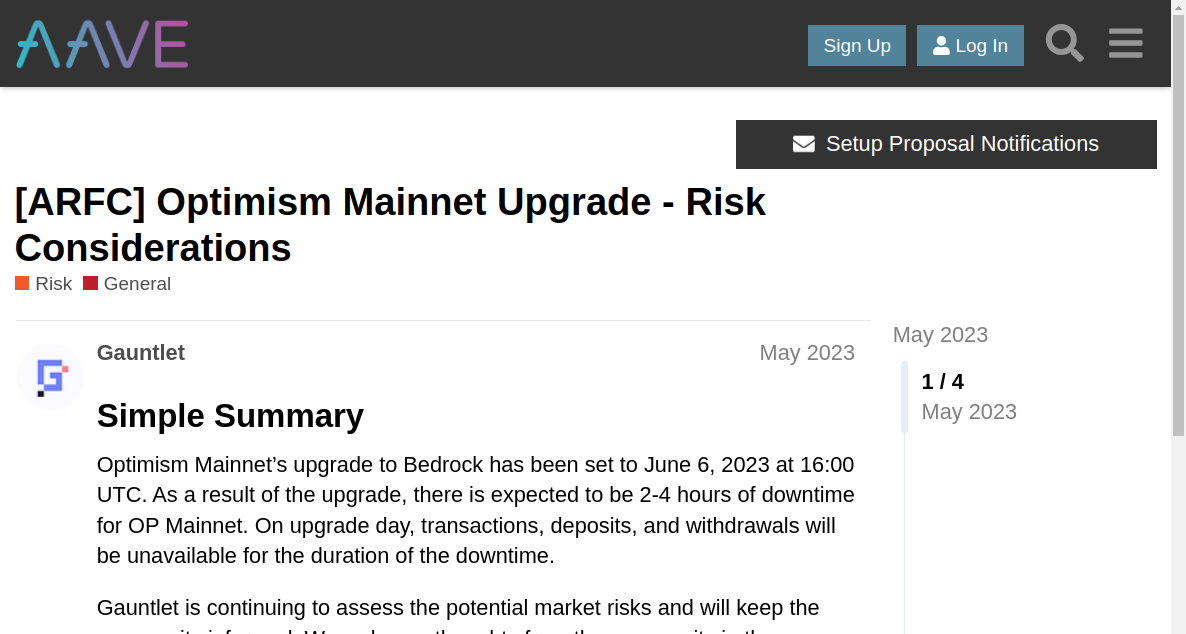 AAVE
Sign Up
Log In
Setup Proposal Notifications
[ARFC] Optimism Mainnet Upgrade - Risk
Considerations
Risk
General
Gauntlet
May 2023
Simple Summary
Optimism Mainnet’s upgrade to Bedrock has been set to June 6, 2023 at 16:00
UTC. As a result of the upgrade, there is expected to be 2-4 hours of downtime
for OP Mainnet. On upgrade day, transactions, deposits, and withdrawals will
be unavailable for the duration of the downtime.
Gauntlet is continuing to assess the potential market risks and will keep the
May 2023
1 / 4
May 2023